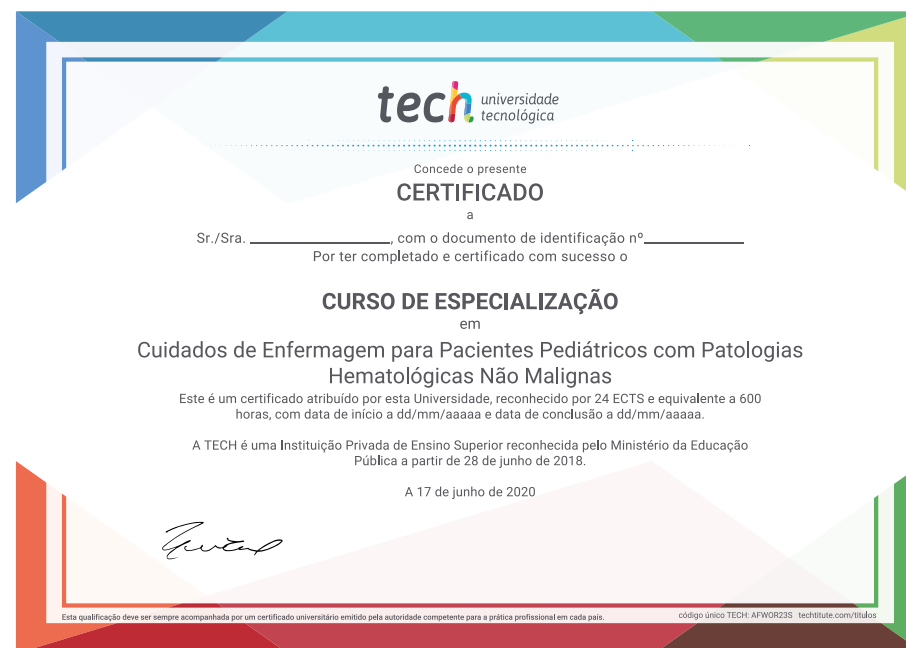 tech universidade
tecnológica
Concede o presente
CERTIFICADO
a
Sr./Sra. ____________________, com o documento de identificação nº______________
Por ter completado e certificado com sucesso o
CURSO DE ESPECIALIZAÇÃO
em
Cuidados de Enfermagem para Pacientes Pediátricos com Patologias
Hematológicas Não Malignas
Este é um certificado atribuído por esta Universidade, reconhecido por 24 ECTS e equivalente a 600
horas, com data de início a dd/mm/aaaaa e data de conclusão a dd/mm/aaaaa.
A TECH é uma Instituição Privada de Ensino Superior reconhecida pelo Ministério da Educação
Pública a partir de 28 de junho de 2018.
A 17 de junho de 2020
Esta qualificação deve ser sempre acompanhada por um certificado universitário emitido pela autoridade competente para a prática profissional em cada país.
código único TECH: AFWOR23S techtitute.com/titulos